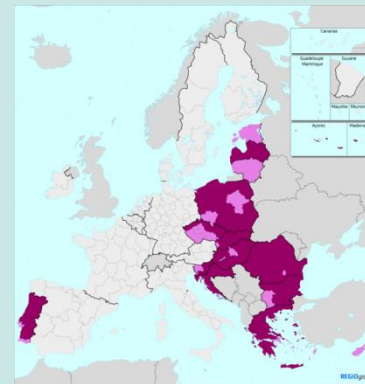 Canarias
Guadeloupe
Martinique
Guyane
Mayotte
Réunion
Açores
Madeira
REGIOgis